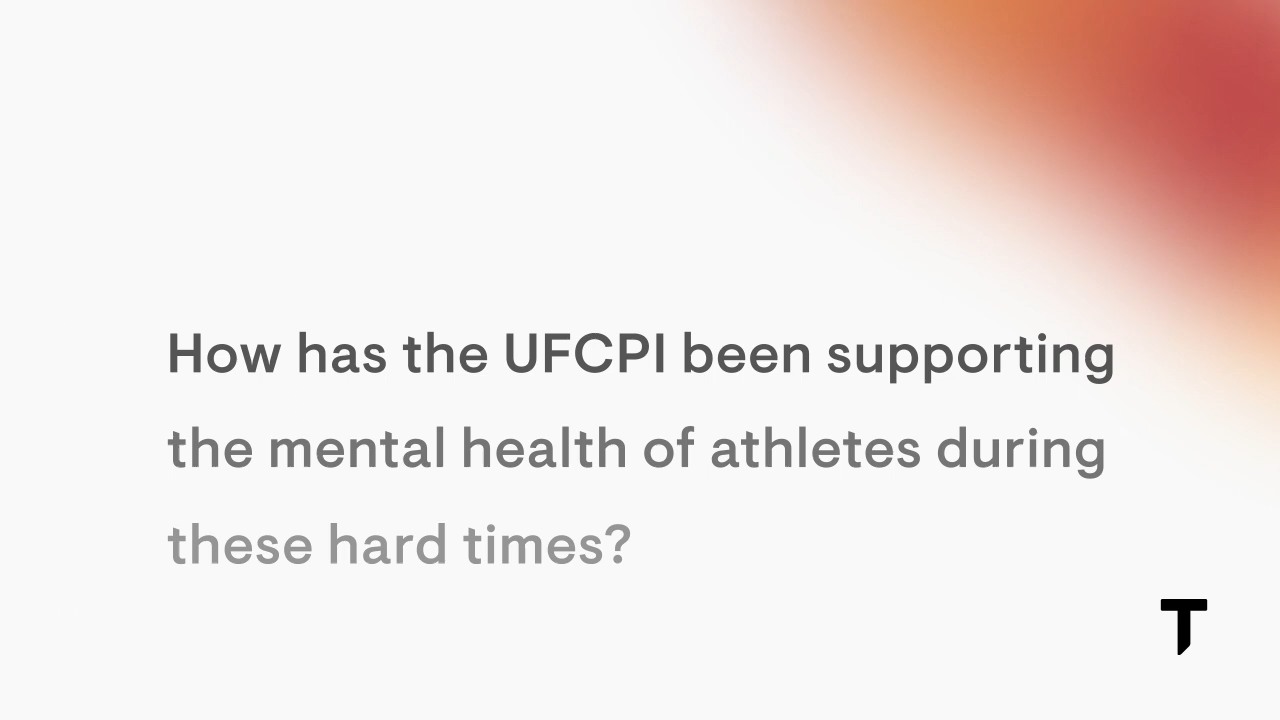 How has the UFCPI been supporting
the mental health of athletes during
these hard times?
T